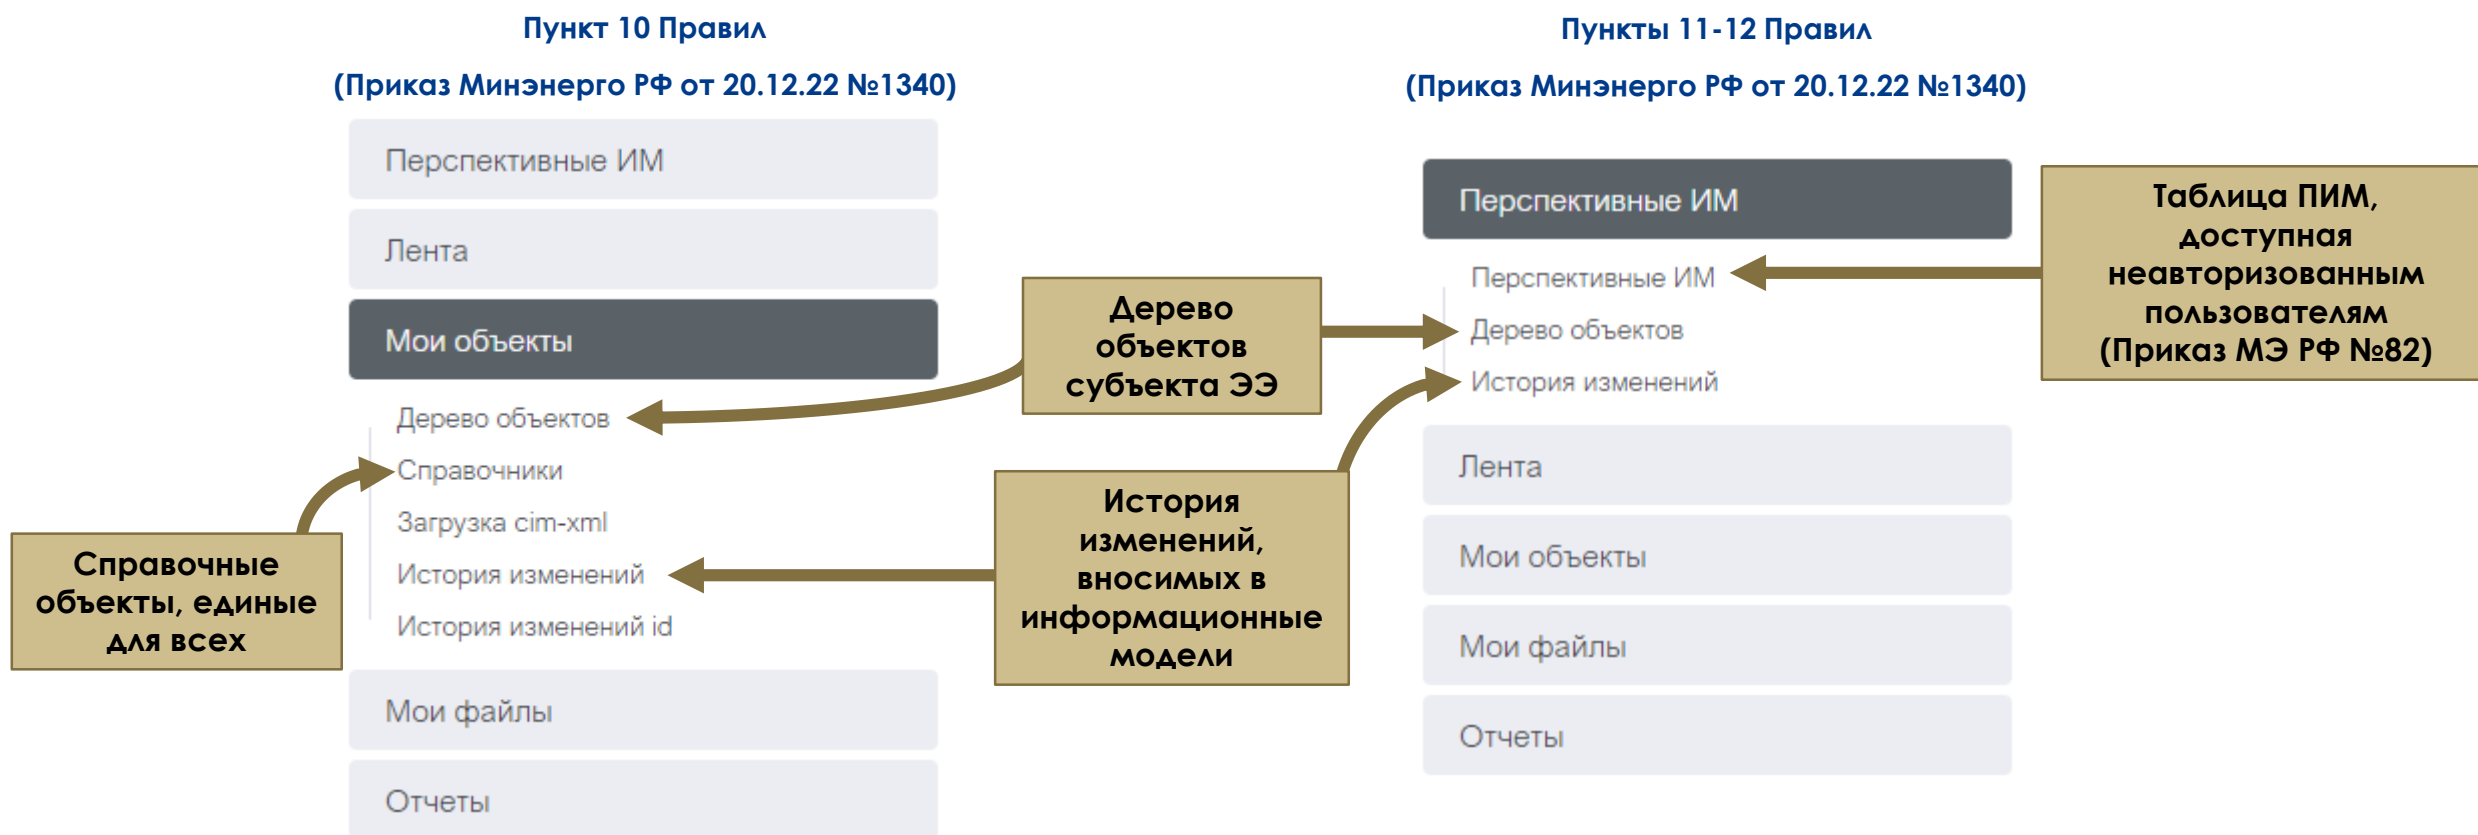 Пункт 10 Правил
(Приказ Минэнерго РФ от 20.12.22 №1340)
Перспективные ИМ
Лента
Мои объекты
Дерево объектов
Справочники
Загрузка cim-xml
История изменений
История изменений id
Мои файлы
Отчеты
Справочные
объекты, единые
для всех
Дерево
объектов
субъекта ЭЭ
История
изменений,
вносимых в
информационные
модели
Пункты 11-12 Правил
(Приказ Минэнерго РФ от 20.12.22 №1340)
Перспективные ИМ
Перспективные ИМ
Дерево объектов
История изменений
Лента
Мои объекты
Мои файлы
Отчеты
Таблица ПИМ,
доступная
неавторизованным
пользователям
(Приказ МЭ РФ №82)